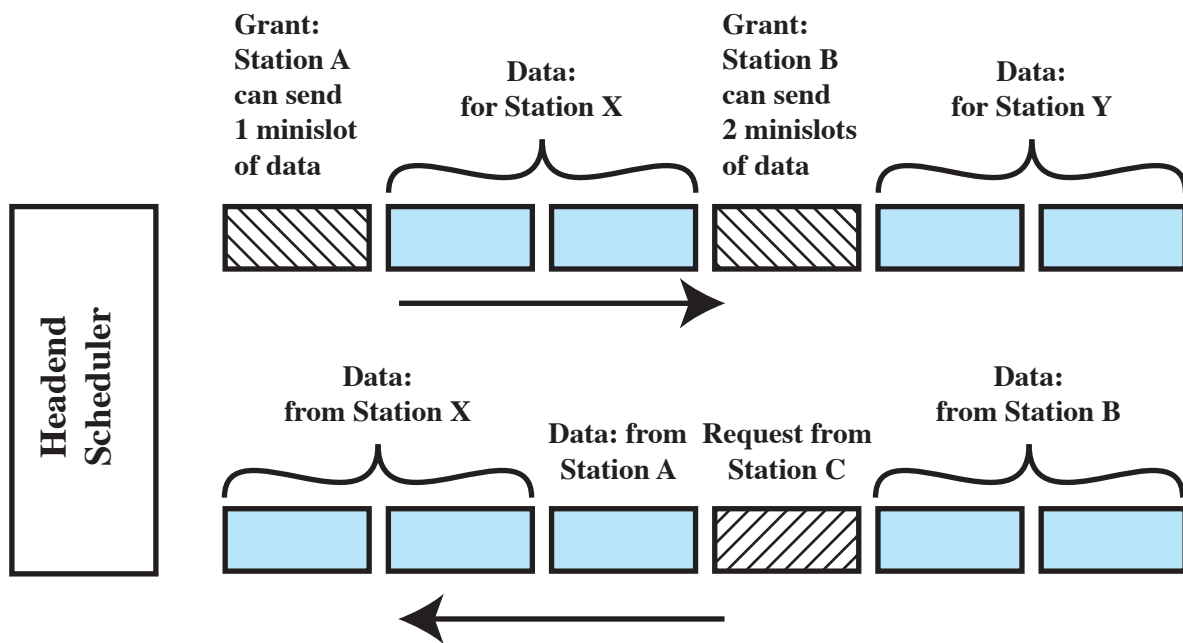 Grant:
Station A
can send
1 minislot
of data
Data:
for Station X
Grant:
Station B
can send
2 minislots
of data
Data:
for Station Y
Headend
Scheduler
Data:
from Station X
Data: from
Station A
Request from
Station C
Data:
from Station B